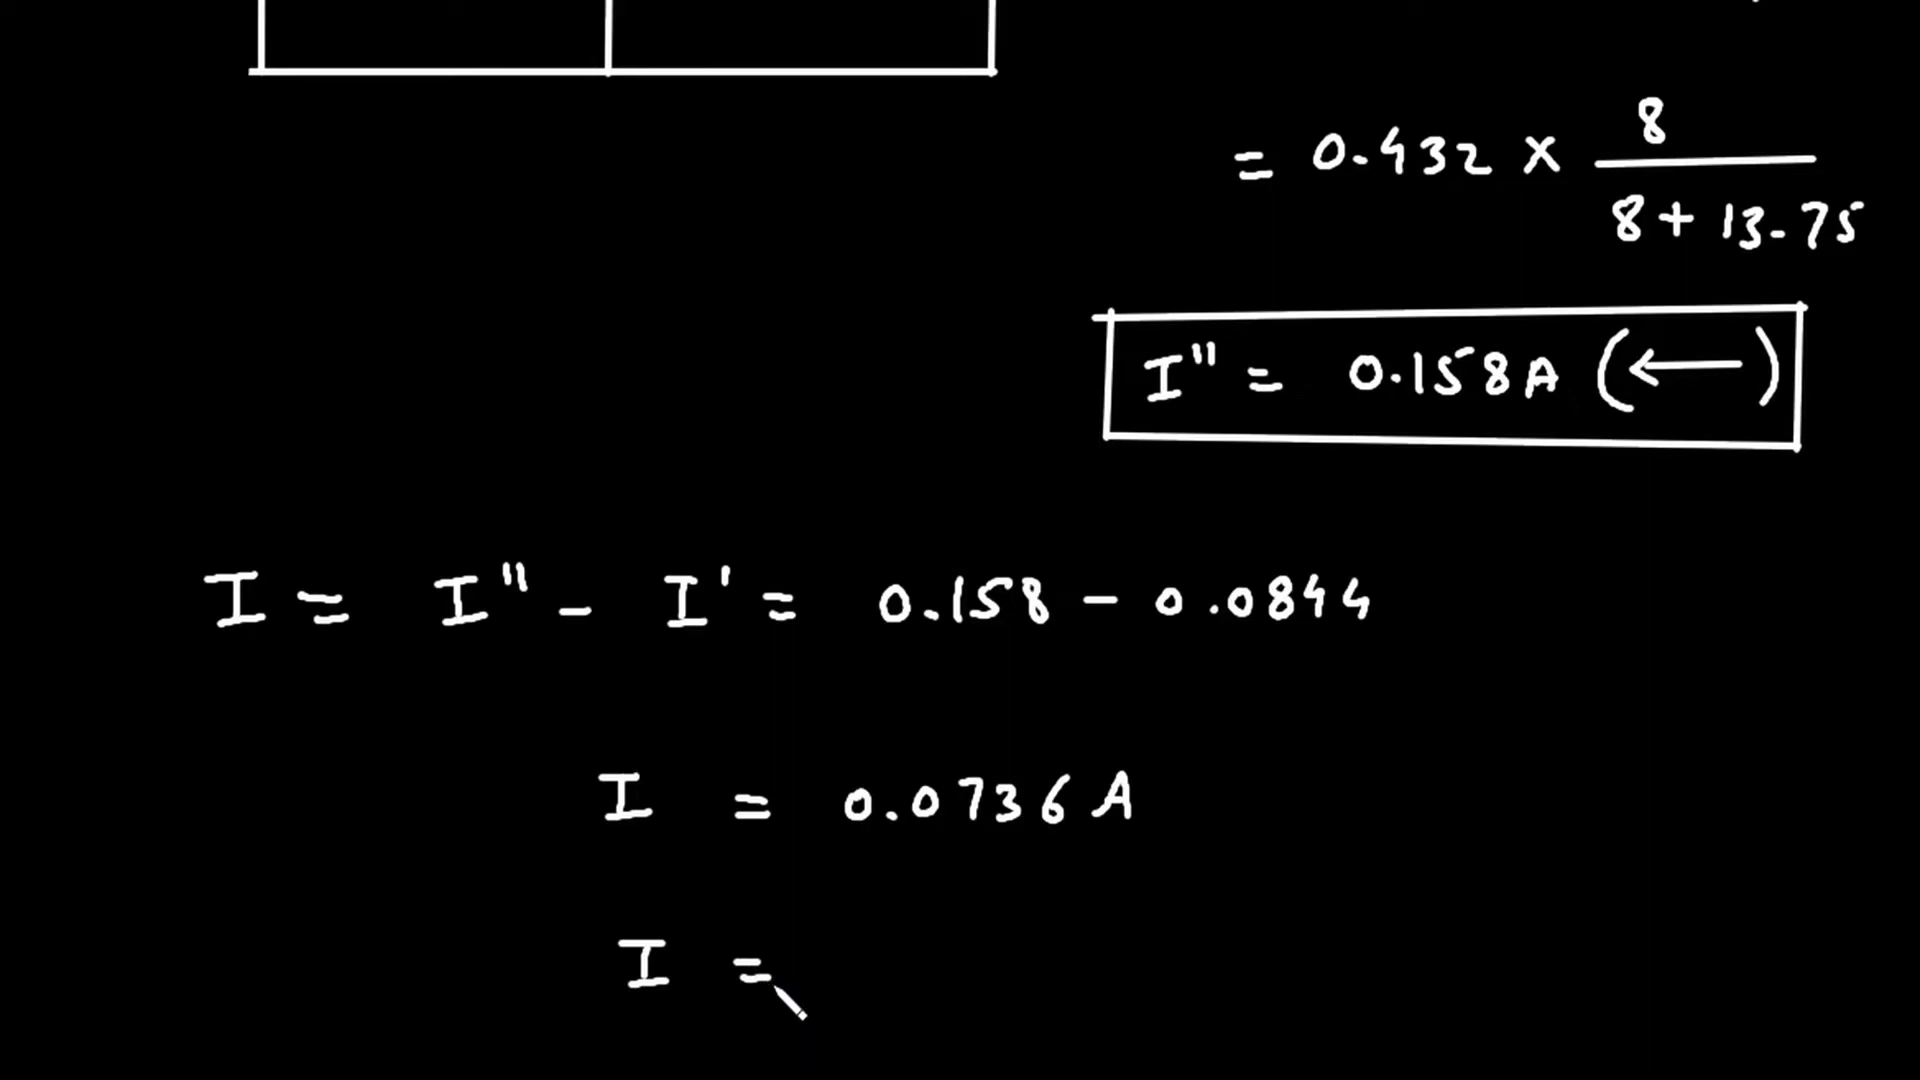 = 0.432 × 8 / 8 + 13.75
I" = 0.158 A (←)
I = I" - I' = 0.158 - 0.0844
I = 0.0736 A
I =